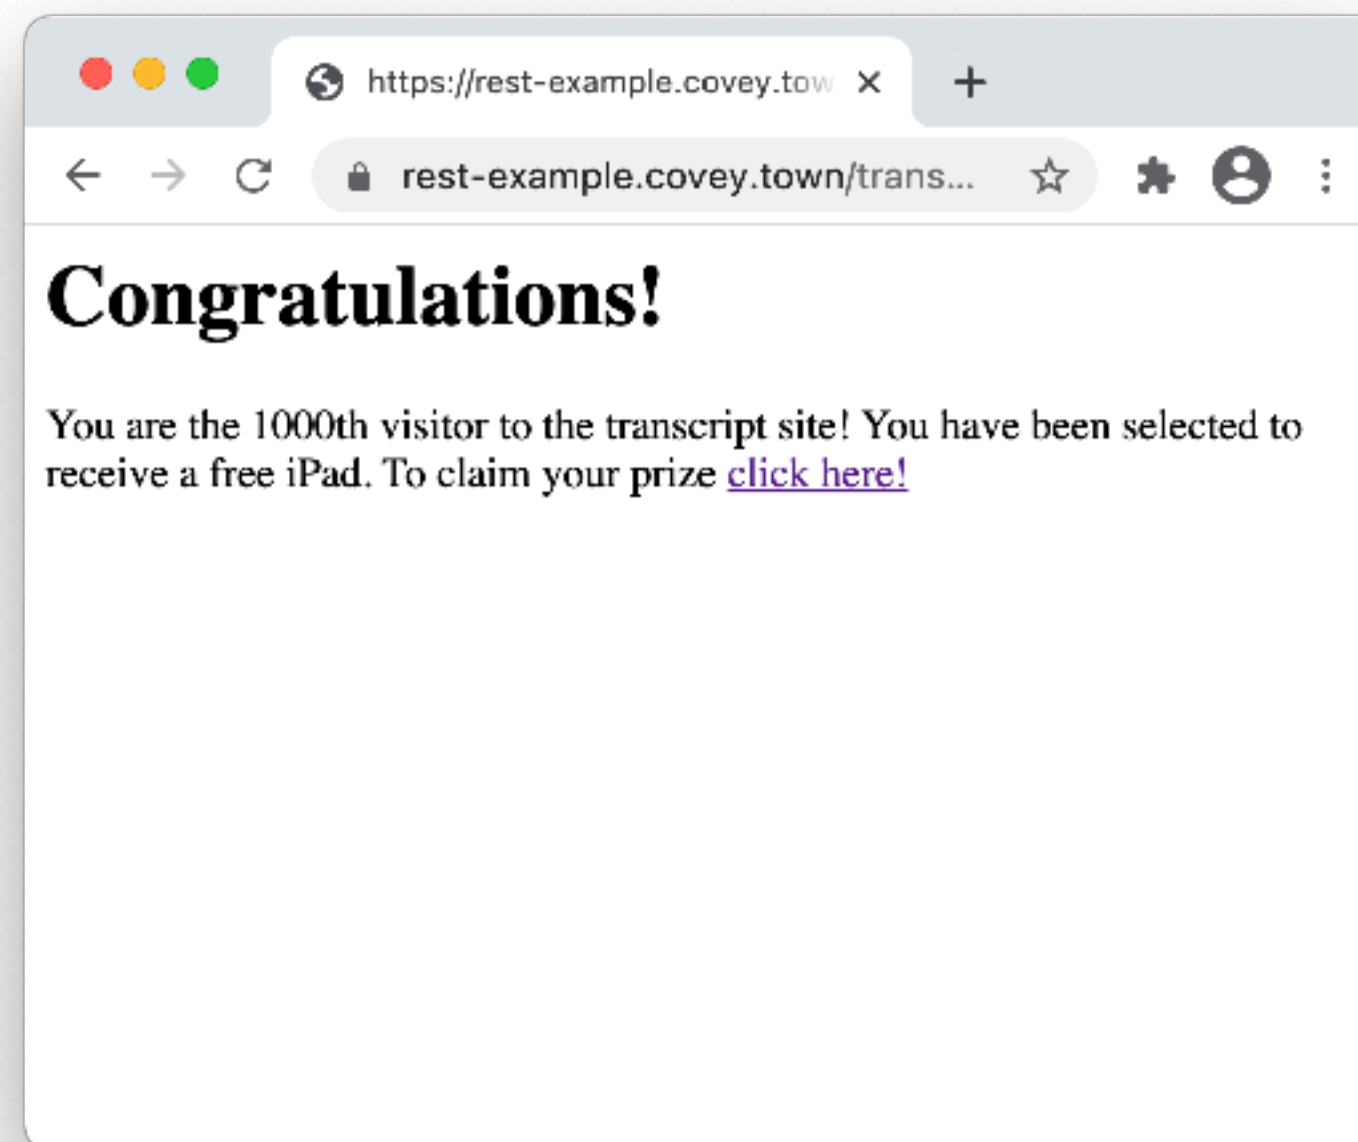 https://rest-example.covey.tow
rest-example.covey.town/trans...
Congratulations!
You are the 1000th visitor to the transcript site! You have been selected to
receive a free iPad. To claim your prize click here!